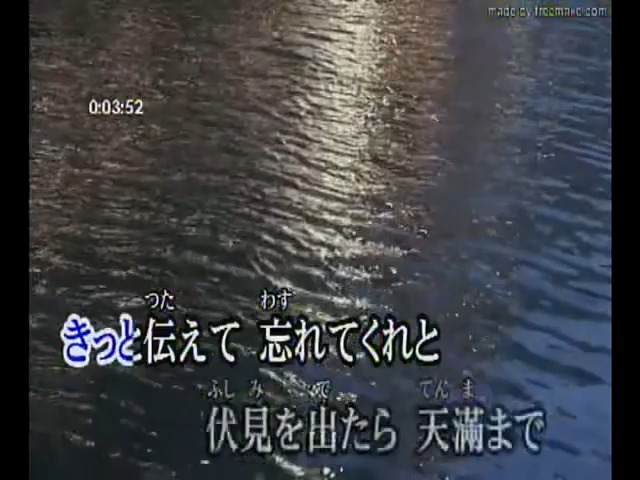 made by freemake.com
0:03:52
つた わず
きっと伝えて 忘れてくれと
ふしみ で てんま
伏見を出たら 天満まで